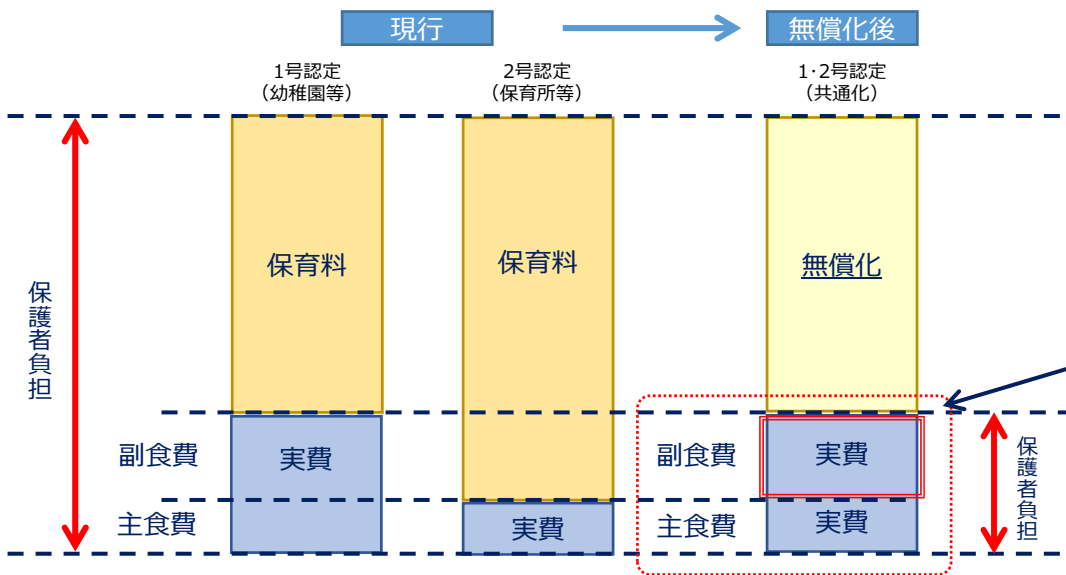 現行
無償化後
1号認定
（幼稚園等）
2号認定
（保育所等）
1･2号認定
（共通化）
保育料
保育料
無償化
保護者負担
副食費
実費
副食費
実費
保護者負担
主食費
実費
主食費
実費